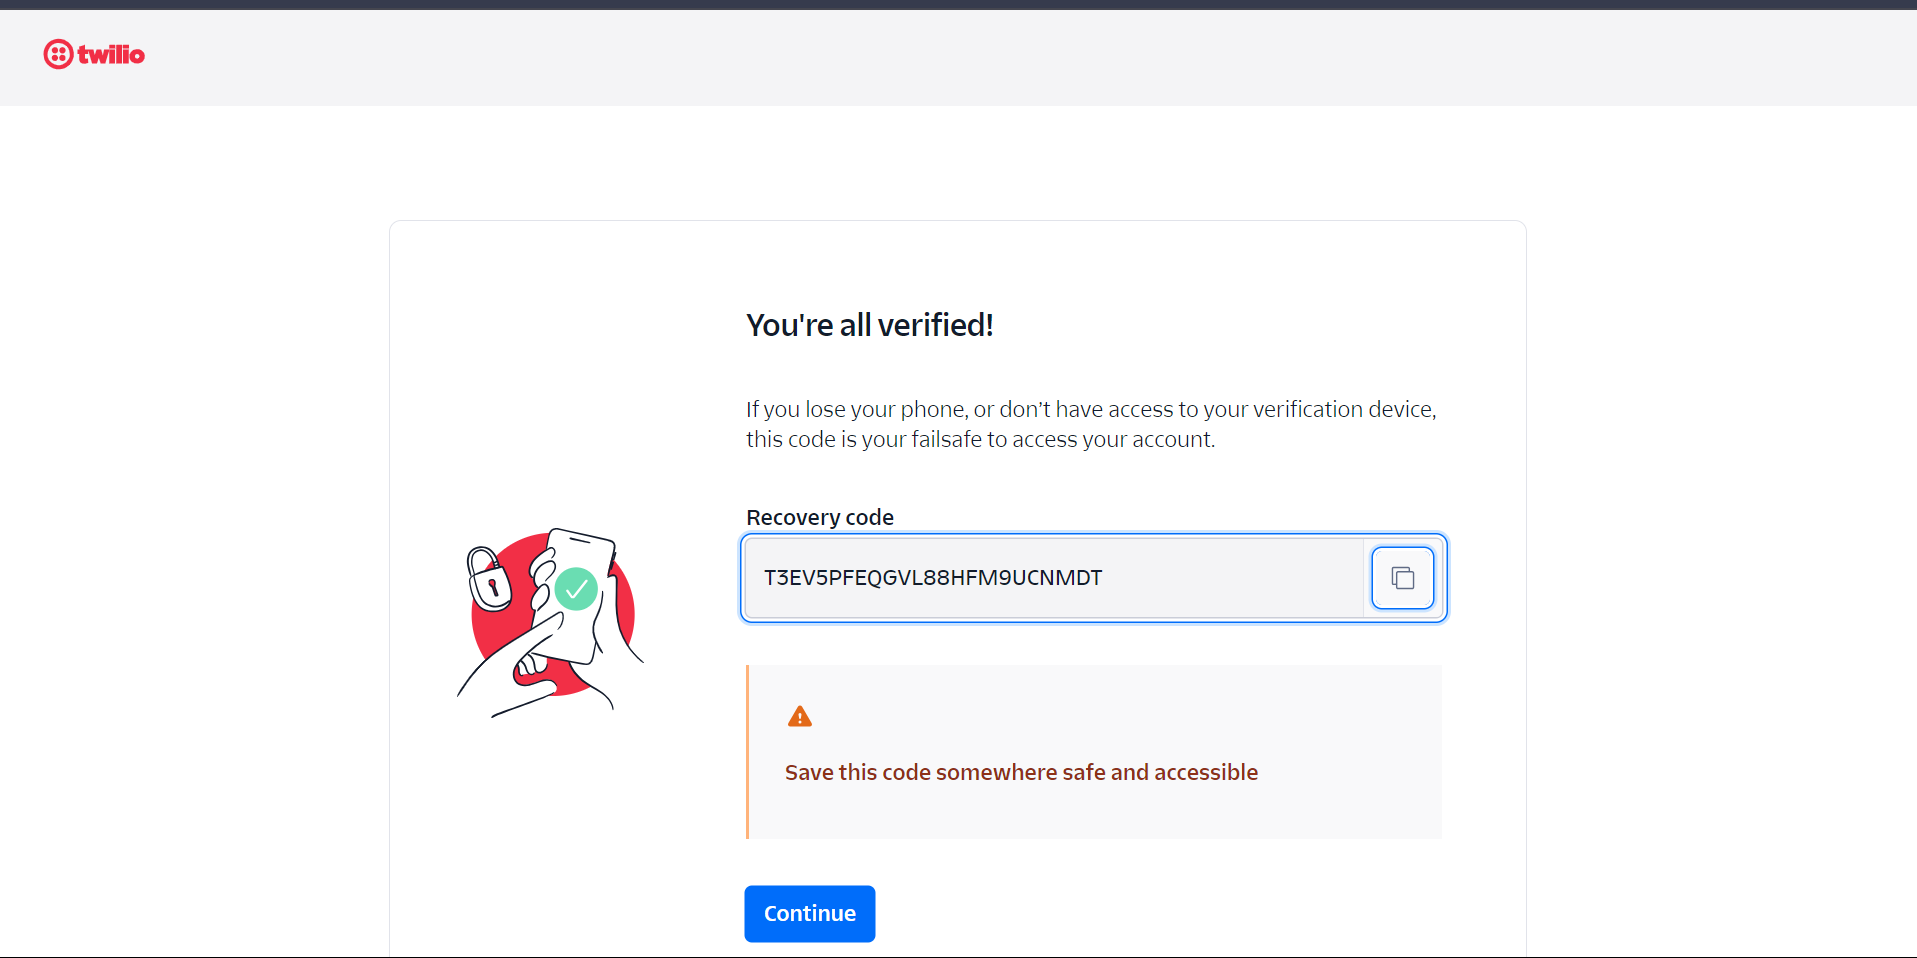 twilio
You're all verified!
If you lose your phone, or don’t have access to your verification device,
this code is your failsafe to access your account.
Recovery code
T3EV5PFEQGVL88HFM9UCNMDT
Save this code somewhere safe and accessible
Continue